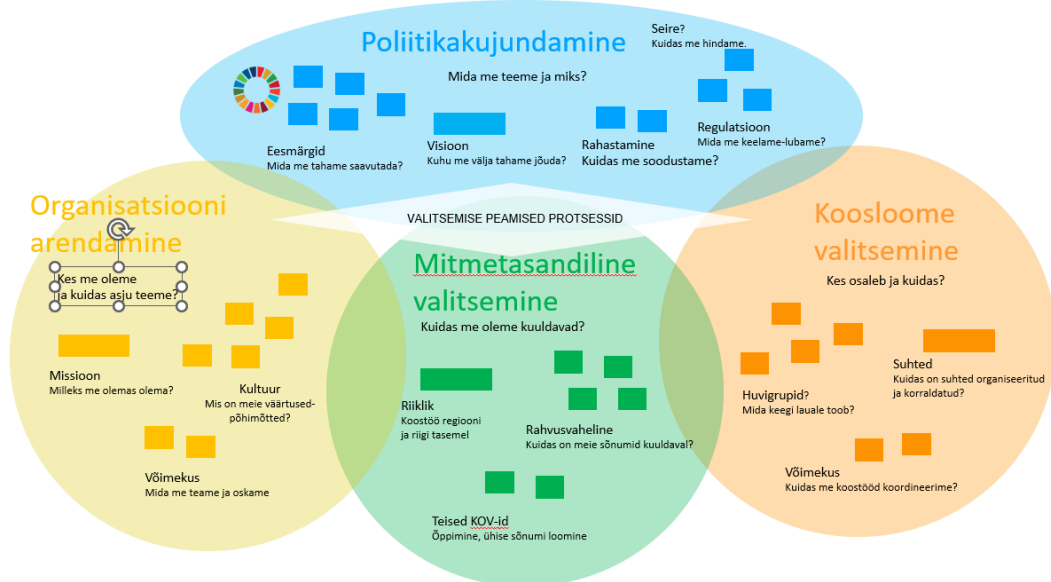 Poliitikakujundamine
Mida me teeme ja miks?
Seire?
Kuidas me hindame.
Eesmärgid
Mida me tahame saavutada?
Visioon
Kuhu me välja tahame jõuda?
Rahastamine
Kuidas me soodustame?
Regulatsioon
Mida me keelame-lubame?
VALITSEMISE PEAMISED PROTSESSID
Organisatsiooni
arendamine
Kes me oleme
ja kuidas asju teeme?
Missioon
Milleks me olemas olema?
Kultuur
Mis on meie väärtused-
põhimõtted?
Võimekus
Mida me teame ja oskame
Mitmetasandiline
valitsemine
Kuidas me oleme kuuldavad?
Riiklik
Koostöö regiooni
ja riigi tasemel
Rahvusvaheline
Kuidas on meie sõnumid kuuldaval?
Teised KOV-id
Õppimine, ühise sõnumi loomine
Koosloome
valitsemine
Kes osaleb ja kuidas?
Huvigrupid?
Mida keegi lauale toob?
Suhted
Kuidas on suhted organiseeritud
ja korraldatud?
Võimekus
Kuidas me koostööd koordineerime?